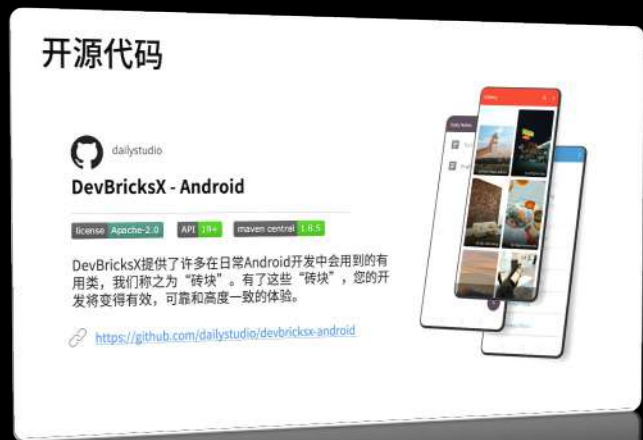 开源代码
dailystudio
DevBricksX - Android
license Apache-2.0 API 19+ maven central 1.8.5
DevBricksX提供了许多在日常Android开发中会用到的有
用类，我们称之为“砖块”。有了这些“砖块”，您的开
发将变得有效，可靠和高度一致的体验。
https://github.com/dailystudio/devbricksx-android